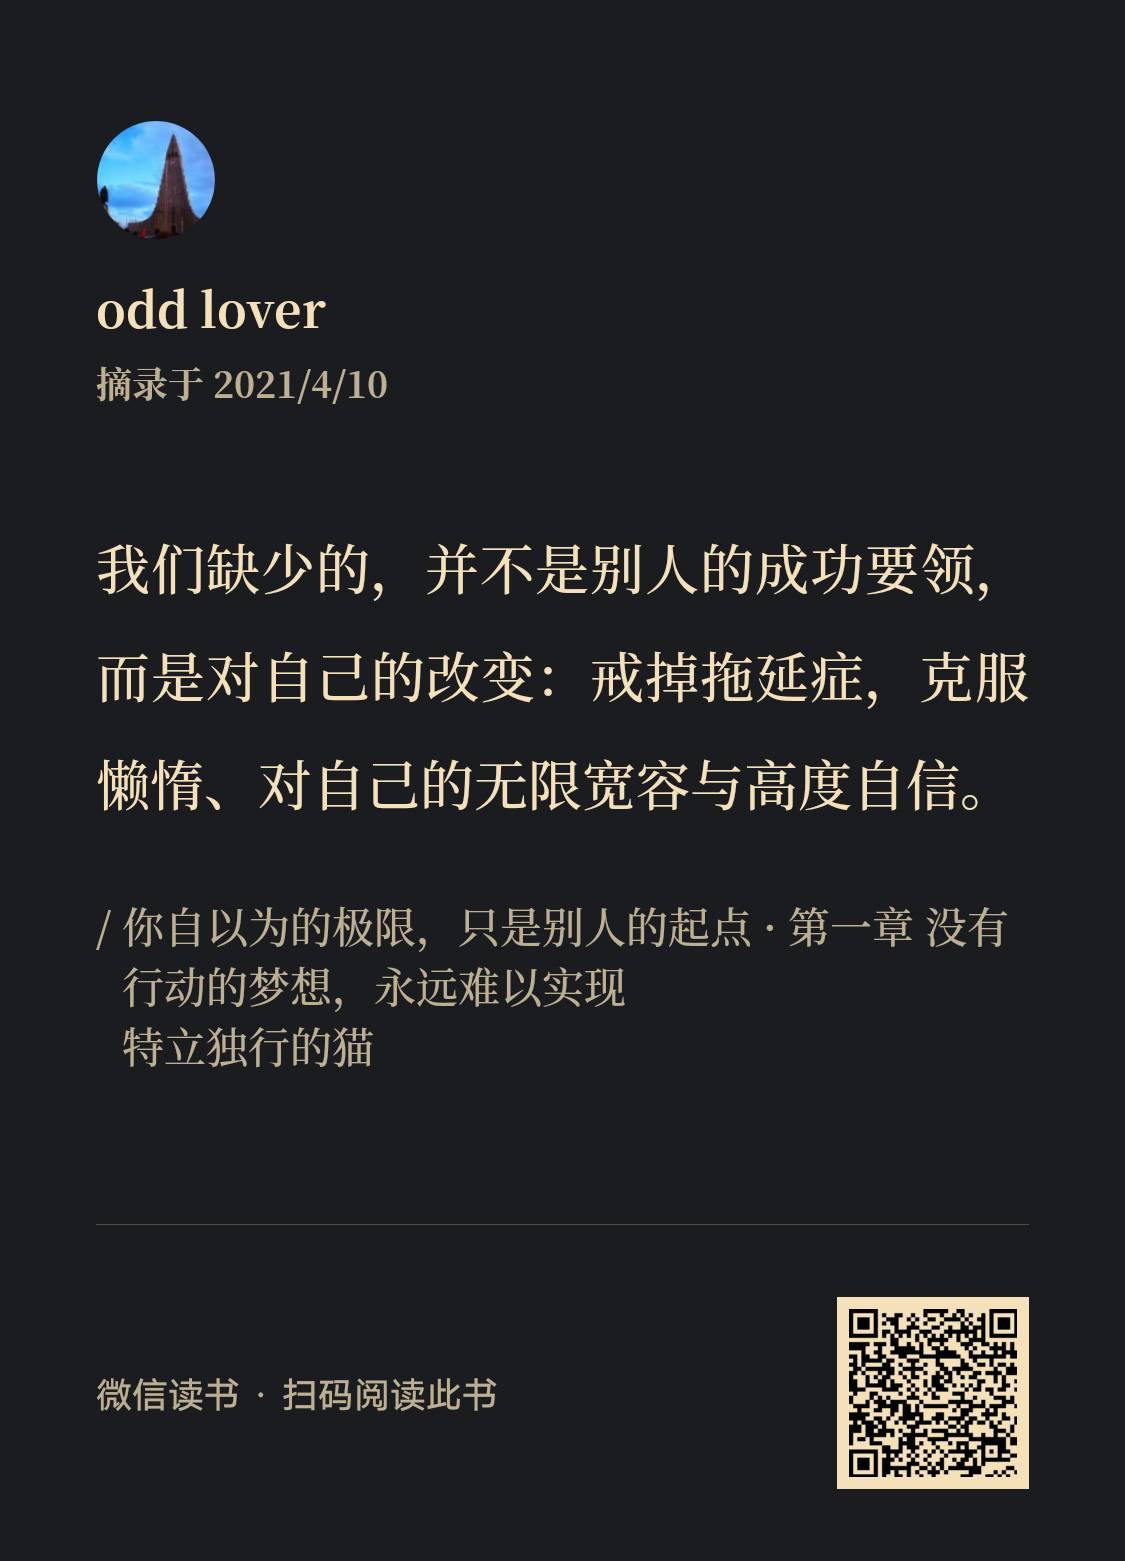 odd lover
摘录于 2021/4/10
我们缺少的，并不是别人的成功要领，
而是对自己的改变：戒掉拖延症，克服
懒惰、对自己的无限宽容与高度自信。
/ 你自以为的极限，只是别人的起点 · 第一章 没有
行动的梦想，永远难以实现
特立独行的猫
微信读书 · 扫码阅读此书